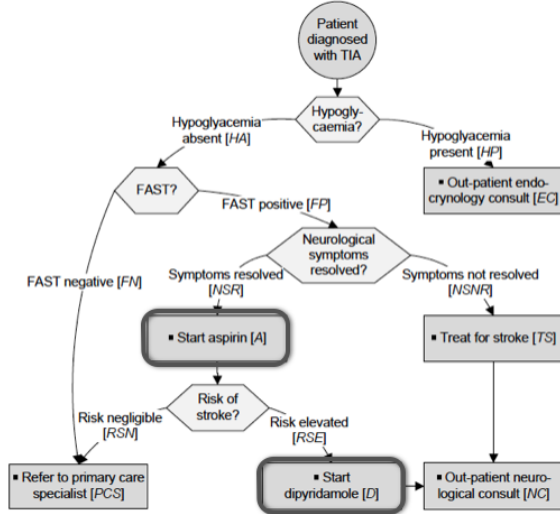 Patient
diagnosed
with TIA
Hypogly-
caemia?
Hypoglyacemia
absent [HA]
Hypoglyacemia
present [HP]
FAST?
▪ Out-patient endo-
crynology consult [EC]
FAST positive [FP]
Neurological
symptoms
resolved?
FAST negative [FN]
Symptoms resolved
[NSR]
Symptoms not resolved
[NSNR]
▪ Start aspirin [A]
▪ Treat for stroke [TS]
Risk of
stroke?
Risk negligible
[RSN]
Risk elevated
[RSE]
▪ Refer to primary care
specialist [PCS]
▪ Start
dipyridamole [D]
▪ Out-patient neuro-
logical consult [NC]